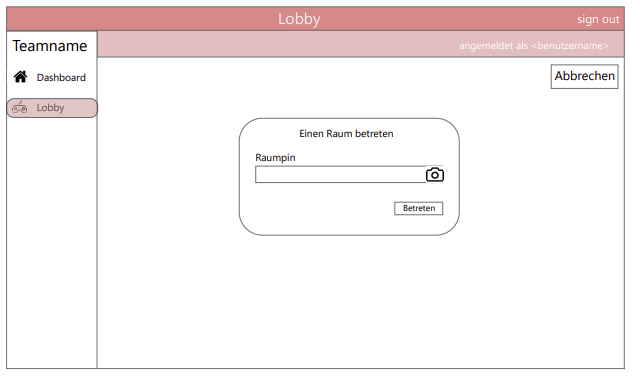 Lobby
sign out
Teamname
angemeldet als <benutzername>
Dashboard
Abbrechen
Lobby
Einen Raum betreten
Raumpin
Betreten